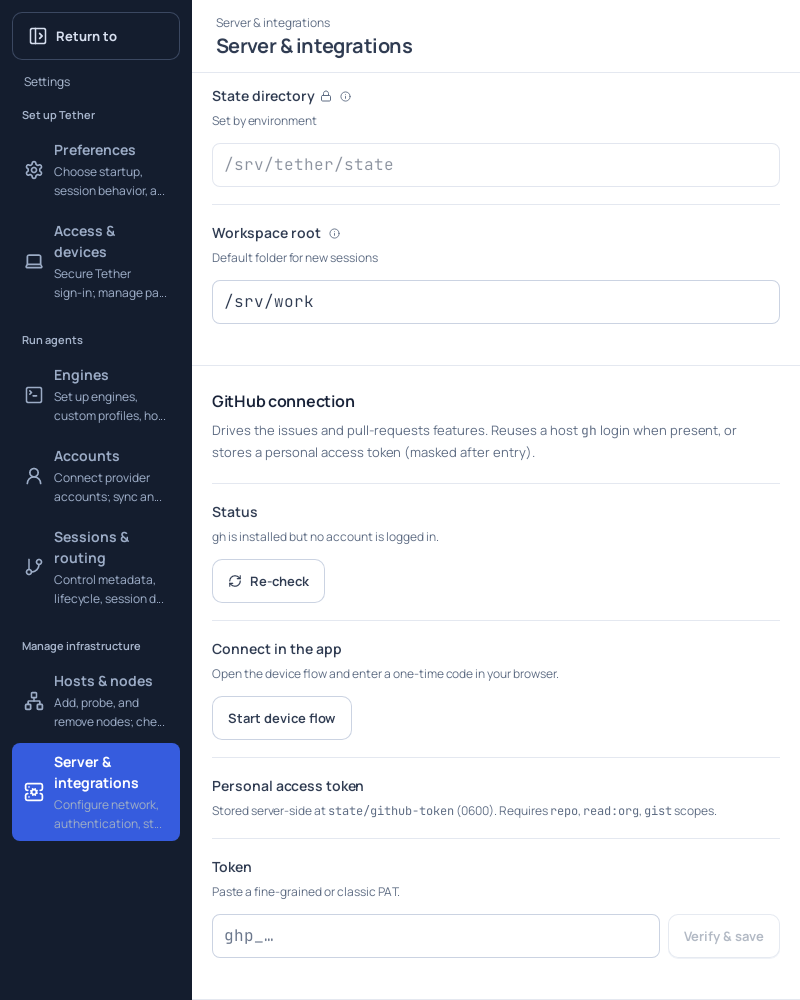 Return to
Settings
Set up Tether
Preferences
Choose startup,
session behavior, a...
Access &
devices
Secure Tether
sign-in; manage pa...
Run agents
Engines
Set up engines,
custom profiles, ho...
Accounts
Connect provider
accounts; sync an...
Sessions &
routing
Control metadata,
lifecycle, session d...
Manage infrastructure
Hosts & nodes
Add, probe, and
remove nodes; che...
Server &
integrations
Configure network,
authentication, st...
Server & integrations
Server & integrations
State directory
Set by environment
/srv/tether/state
Workspace root
Default folder for new sessions
/srv/work
GitHub connection
Drives the issues and pull-requests features. Reuses a host gh login when present, or
stores a personal access token (masked after entry).
Status
gh is installed but no account is logged in.
Re-check
Connect in the app
Open the device flow and enter a one-time code in your browser.
Start device flow
Personal access token
Stored server-side at state/github-token (0600). Requires repo, read:org, gist scopes.
Token
Paste a fine-grained or classic PAT.
ghp_…
Verify & save